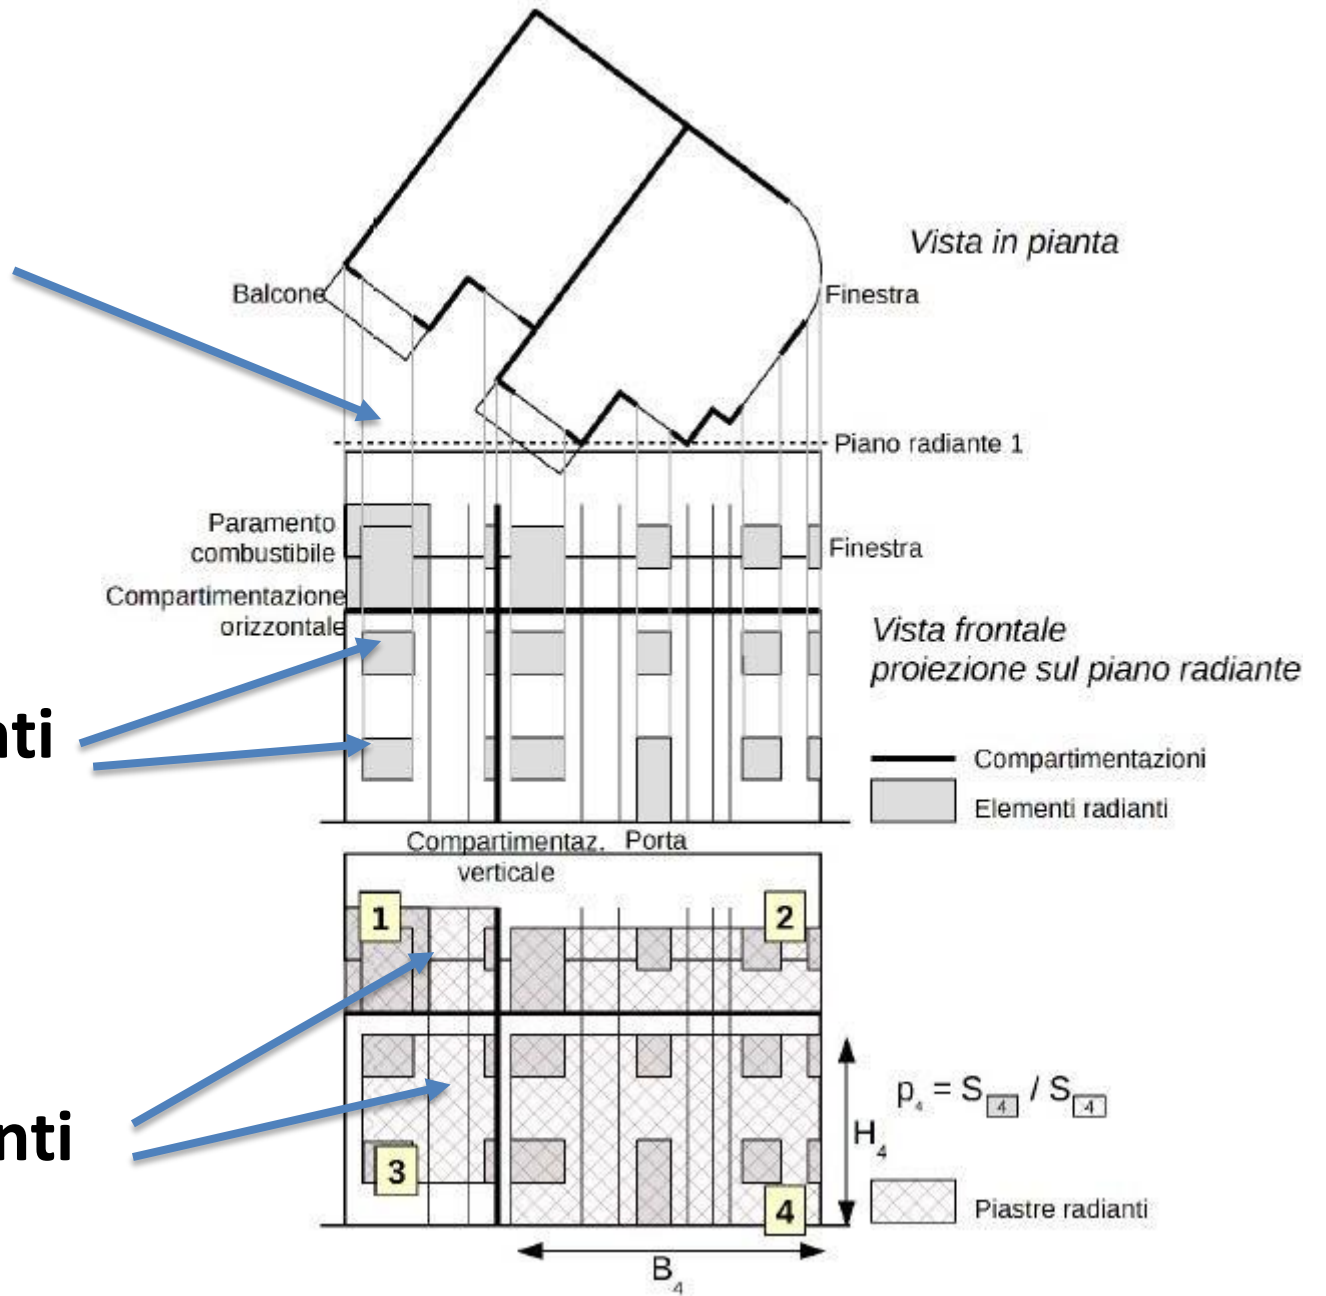 Vista in pianta
Balcone
Finestra
Piano radiante 1
Paramento
combustibile
Finestra
Compartimentazione
orizzontale
Vista frontale
proiezione sul piano radiante
nti
Compartimentazioni
Elementi radianti
Compartimentaz. Porta
verticale
1
2
p4 = S4 / S4
H4
nti
3
4
Piastre radianti
B4